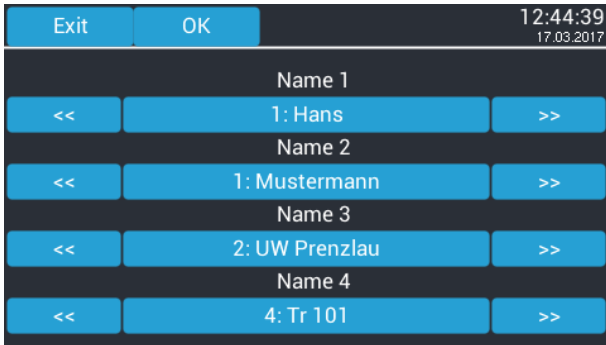 Exit OK 12:44:39
17.03.2017
Name 1
<< 1: Hans >>
Name 2
<< 1: Mustermann >>
Name 3
<< 2: UW Prenzlau >>
Name 4
<< 4: Tr 101 >>